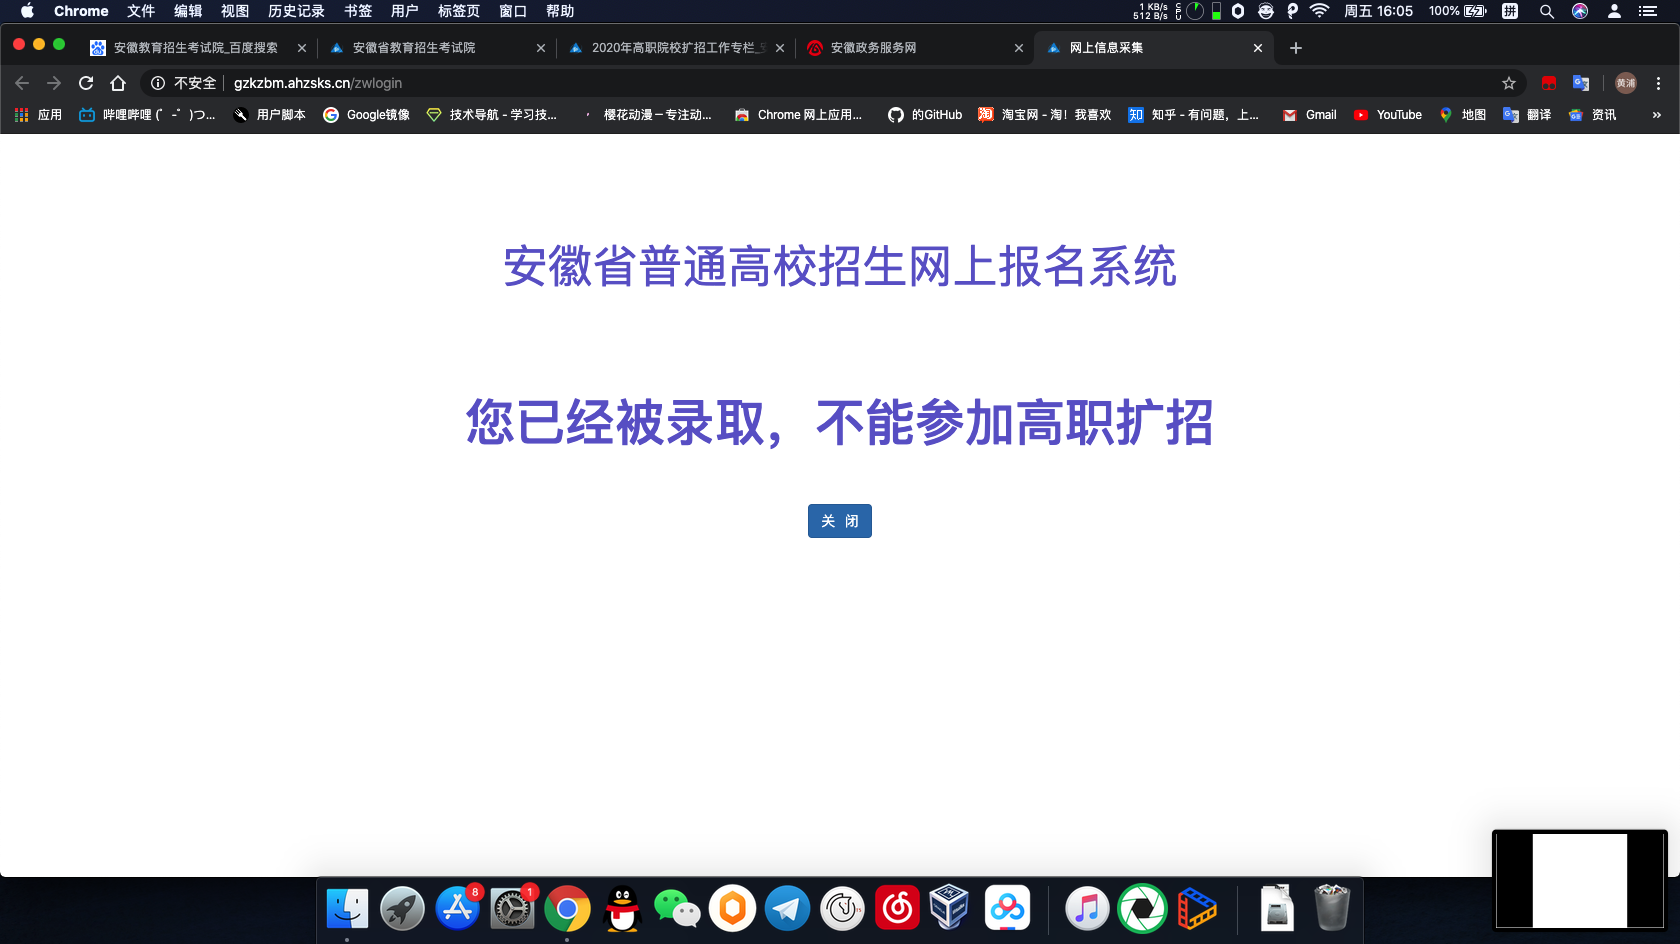 Chrome 文件 编辑 视图 历史记录 书签 用户 标签页 窗口 帮助 1 KB/s 512 B/s CPU 周五 16:05 100% 拼
安徽教育招生考试院_百度搜索 安徽省教育招生考试院 2020年高职院校扩招工作专栏_ 安徽政务服务网 网上信息采集
不安全 gzkzbm.ahzsks.cn/zwlogin 黄浦
应用 哔哩哔哩 (゜-゜)つ... 用户脚本 Google镜像 技术导航 - 学习技... 樱花动漫－专注动... Chrome 网上应用... 的GitHub 淘 淘宝网 - 淘！我喜欢 知 知乎 - 有问题，上... Gmail YouTube 地图 翻译 资讯 »
安徽省普通高校招生网上报名系统
您已经被录取，不能参加高职扩招
关 闭
8 1